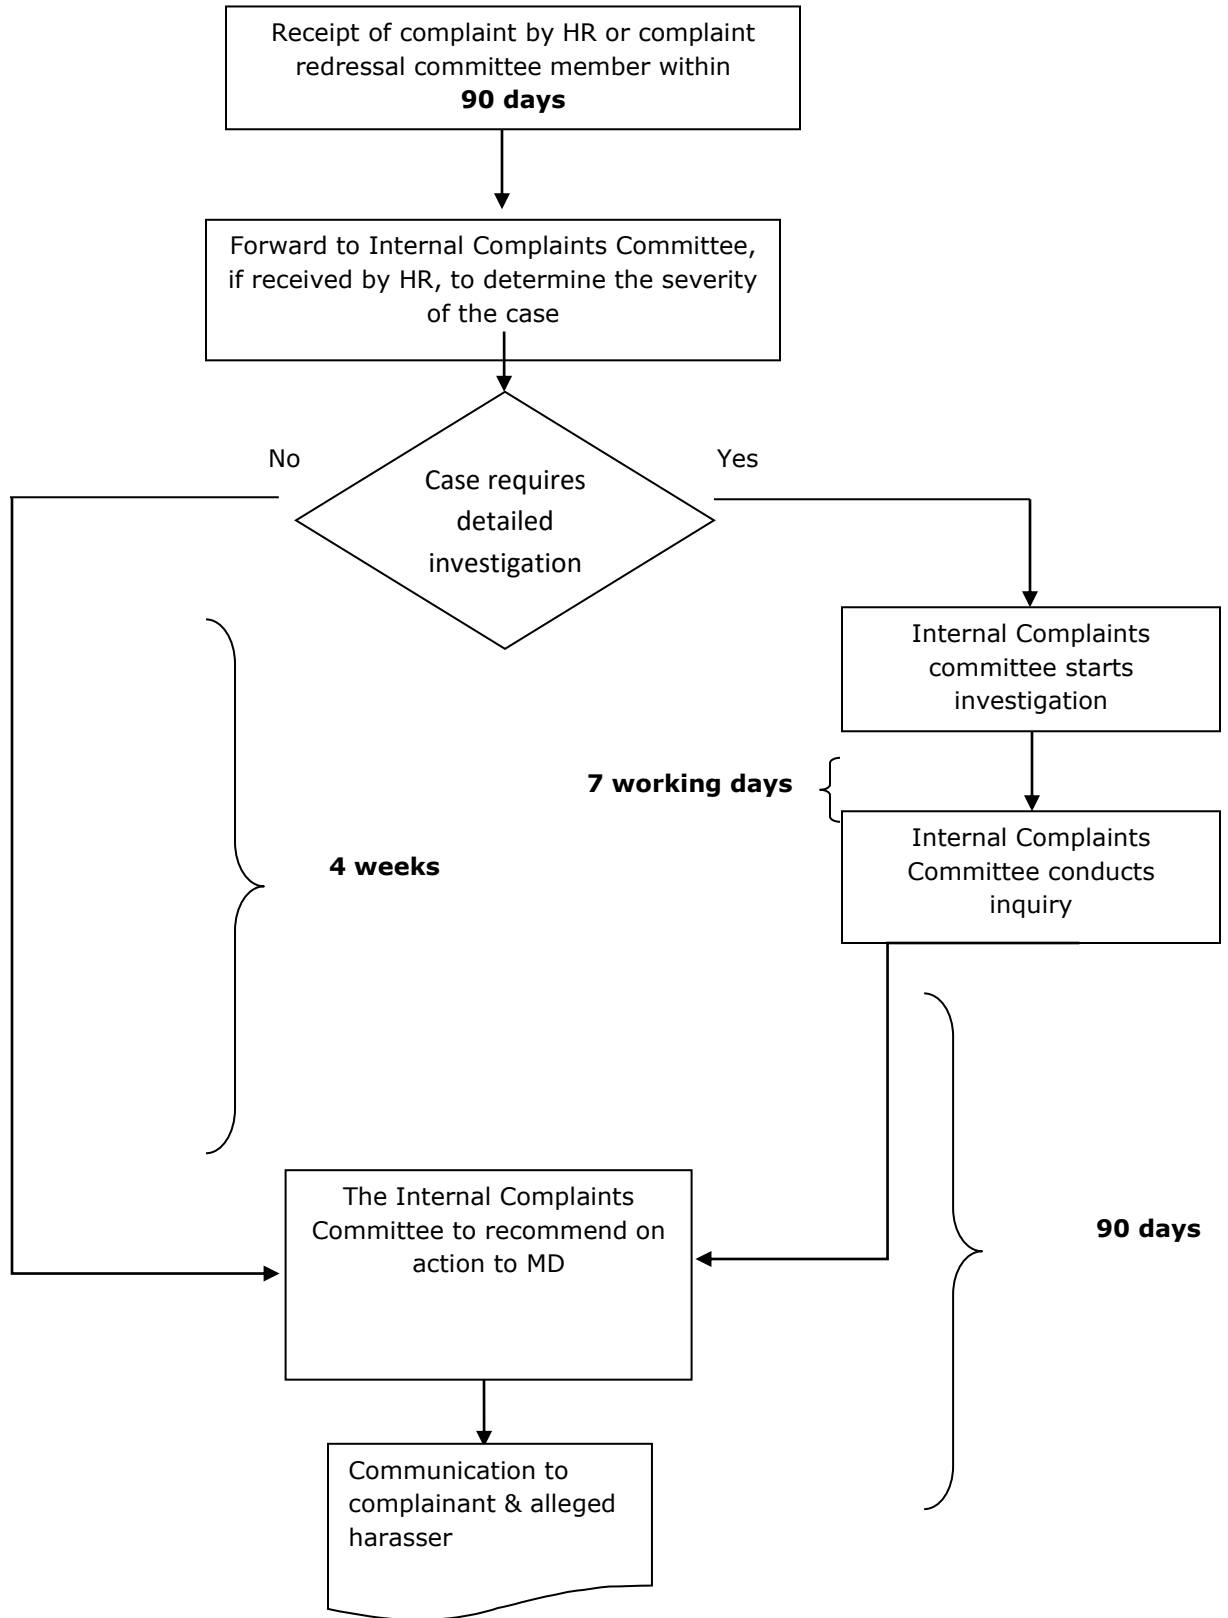 Receipt of complaint by HR or complaint
redressal committee member within
90 days
Forward to Internal Complaints Committee,
if received by HR, to determine the severity
of the case
No
Yes
Case requires
detailed
investigation
Internal Complaints
committee starts
investigation
7 working days
Internal Complaints
Committee conducts
inquiry
4 weeks
The Internal Complaints
Committee to recommend on
action to MD
90 days
Communication to
complainant & alleged
harasser